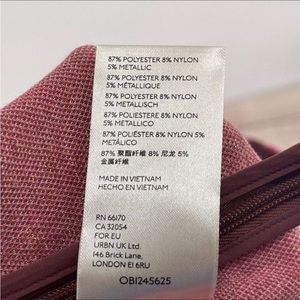 87% POLYESTER 8% NYLON
5% METALLIC
87% POLYESTER 8% NYLON
5% MÉTALLIQUE
87% POLYESTER 8% NYLON
5% METALLISCH
87% POLIESTERE 8% NYLON
5% METALLICO
87% POLIÉSTER 8% NYLON 5%
METÁLICO
87% 聚酯纤维 8% 尼龙 5%
金属纤维
MADE IN VIETNAM
HECHO EN VIETNAM
RN 66170
CA 32054
FOR EU
URBN UK Ltd.
146 Brick Lane,
LONDON E1 6RU
OBI245625